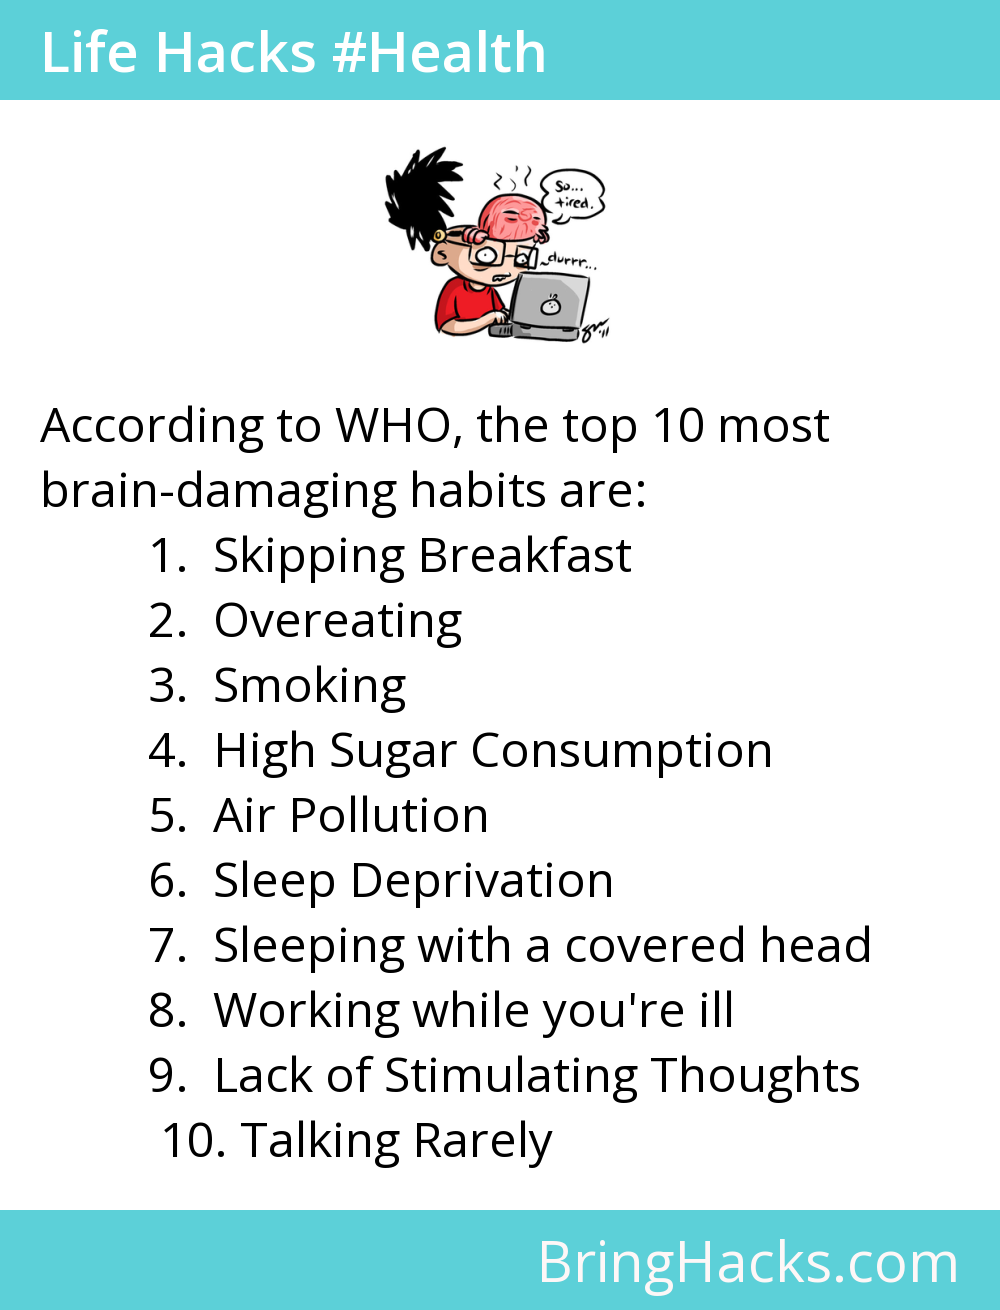 Life Hacks #Health
So...
tired.
durrr...
According to WHO, the top 10 most
brain-damaging habits are:
1. Skipping Breakfast
2. Overeating
3. Smoking
4. High Sugar Consumption
5. Air Pollution
6. Sleep Deprivation
7. Sleeping with a covered head
8. Working while you're ill
9. Lack of Stimulating Thoughts
10. Talking Rarely
BringHacks.com